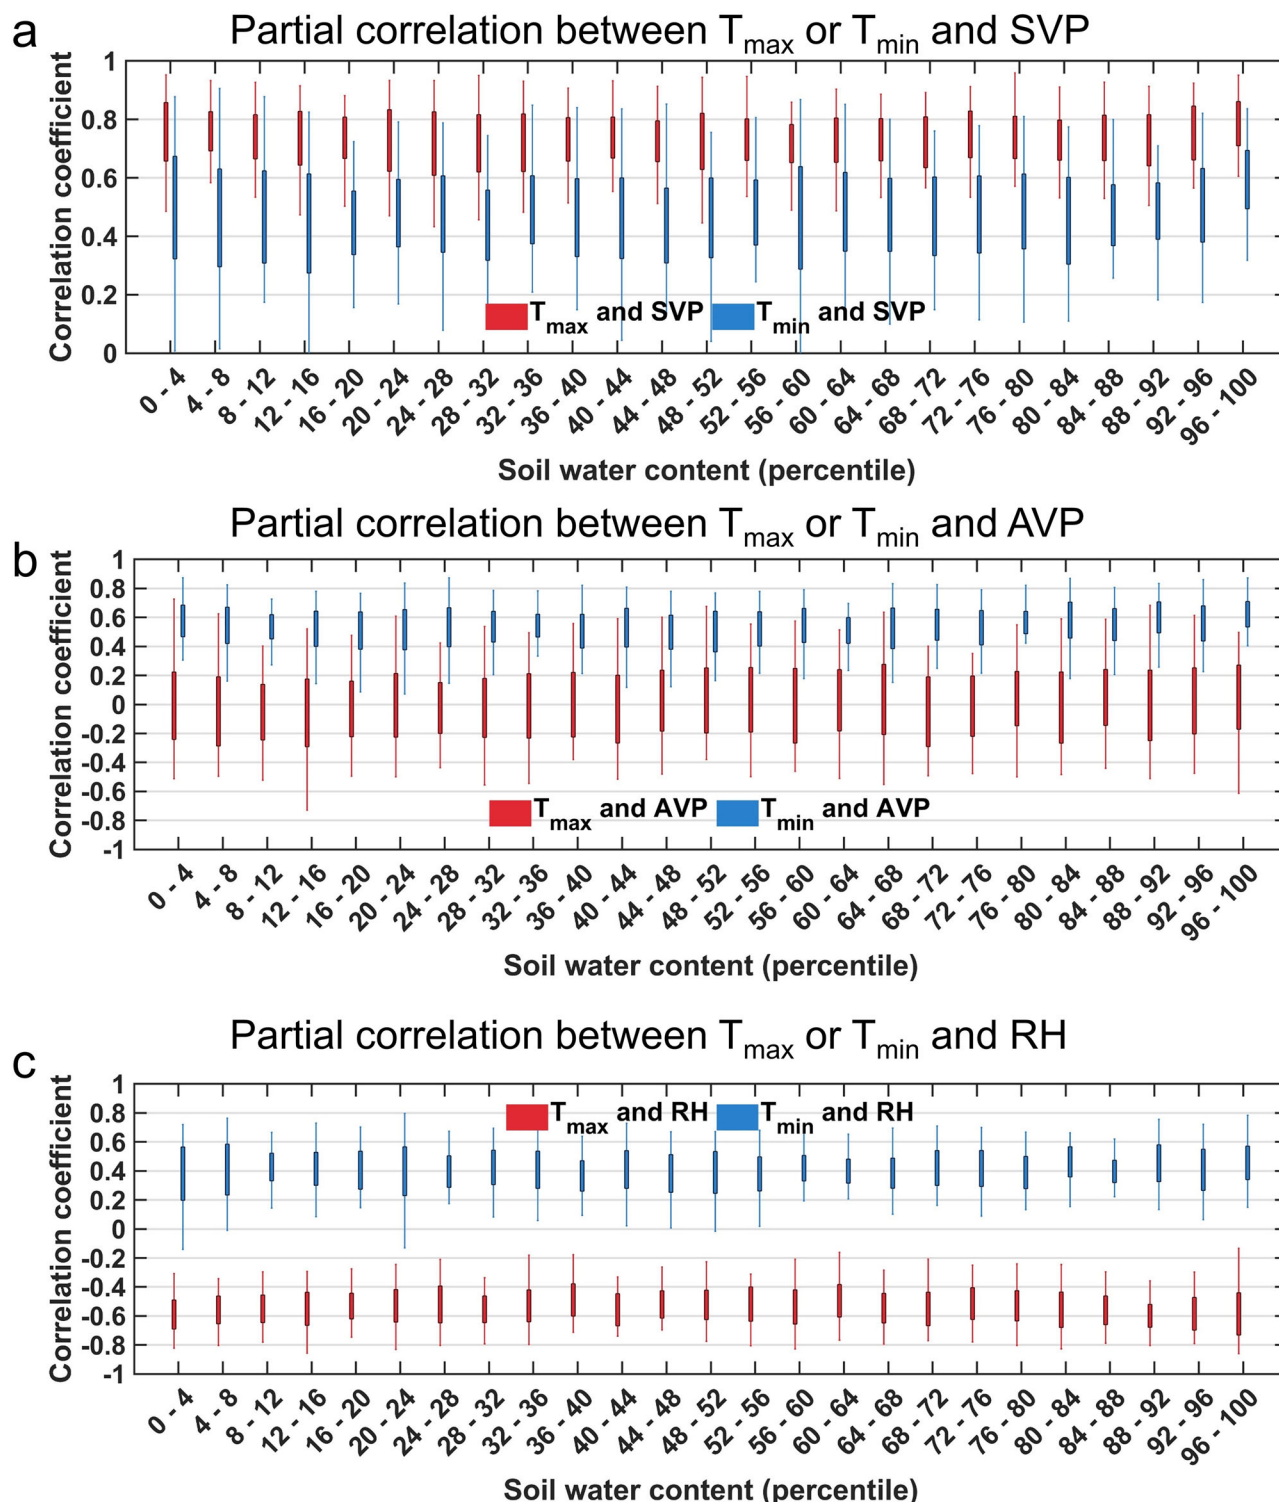 a
Partial correlation between Tmax or Tmin and SVP
Correlation coefficient
1
0.8
0.6
0.4
0.2
0
Tmax and SVP
Tmin and SVP
0 - 4
4 - 8
8 - 12
12 - 16
16 - 20
20 - 24
24 - 28
28 - 32
32 - 36
36 - 40
40 - 44
44 - 48
48 - 52
52 - 56
56 - 60
60 - 64
64 - 68
68 - 72
72 - 76
76 - 80
80 - 84
84 - 88
88 - 92
92 - 96
96 - 100
Soil water content (percentile)
b
Partial correlation between Tmax or Tmin and AVP
Correlation coefficient
1
0.8
0.6
0.4
0.2
0
-0.2
-0.4
-0.6
-0.8
-1
Tmax and AVP
Tmin and AVP
0 - 4
4 - 8
8 - 12
12 - 16
16 - 20
20 - 24
24 - 28
28 - 32
32 - 36
36 - 40
40 - 44
44 - 48
48 - 52
52 - 56
56 - 60
60 - 64
64 - 68
68 - 72
72 - 76
76 - 80
80 - 84
84 - 88
88 - 92
92 - 96
96 - 100
Soil water content (percentile)
c
Partial correlation between Tmax or Tmin and RH
Correlation coefficient
1
0.8
0.6
0.4
0.2
0
-0.2
-0.4
-0.6
-0.8
-1
Tmax and RH
Tmin and RH
0 - 4
4 - 8
8 - 12
12 - 16
16 - 20
20 - 24
24 - 28
28 - 32
32 - 36
36 - 40
40 - 44
44 - 48
48 - 52
52 - 56
56 - 60
60 - 64
64 - 68
68 - 72
72 - 76
76 - 80
80 - 84
84 - 88
88 - 92
92 - 96
96 - 100
Soil water content (percentile)